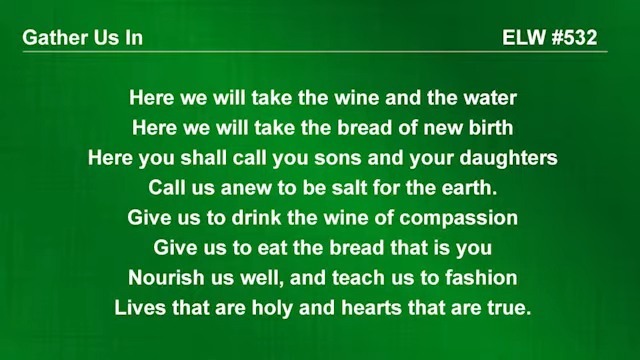 Gather Us In
ELW #532
Here we will take the wine and the water
Here we will take the bread of new birth
Here you shall call you sons and your daughters
Call us anew to be salt for the earth.
Give us to drink the wine of compassion
Give us to eat the bread that is you
Nourish us well, and teach us to fashion
Lives that are holy and hearts that are true.